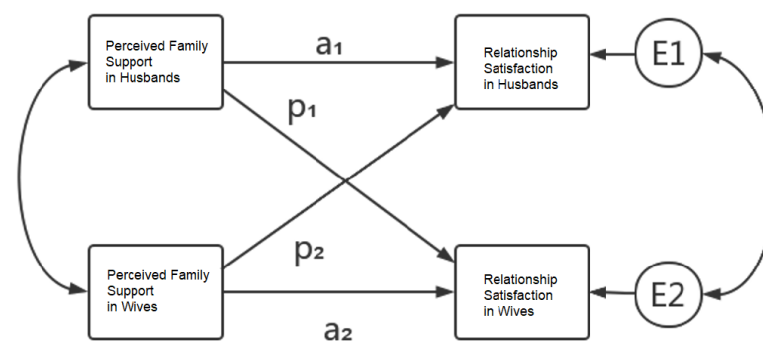 Perceived Family
Support
in Husbands
a₁
Relationship
Satisfaction
in Husbands
E1
p₁
p₂
Perceived Family
Support
in Wives
a₂
Relationship
Satisfaction
in Wives
E2